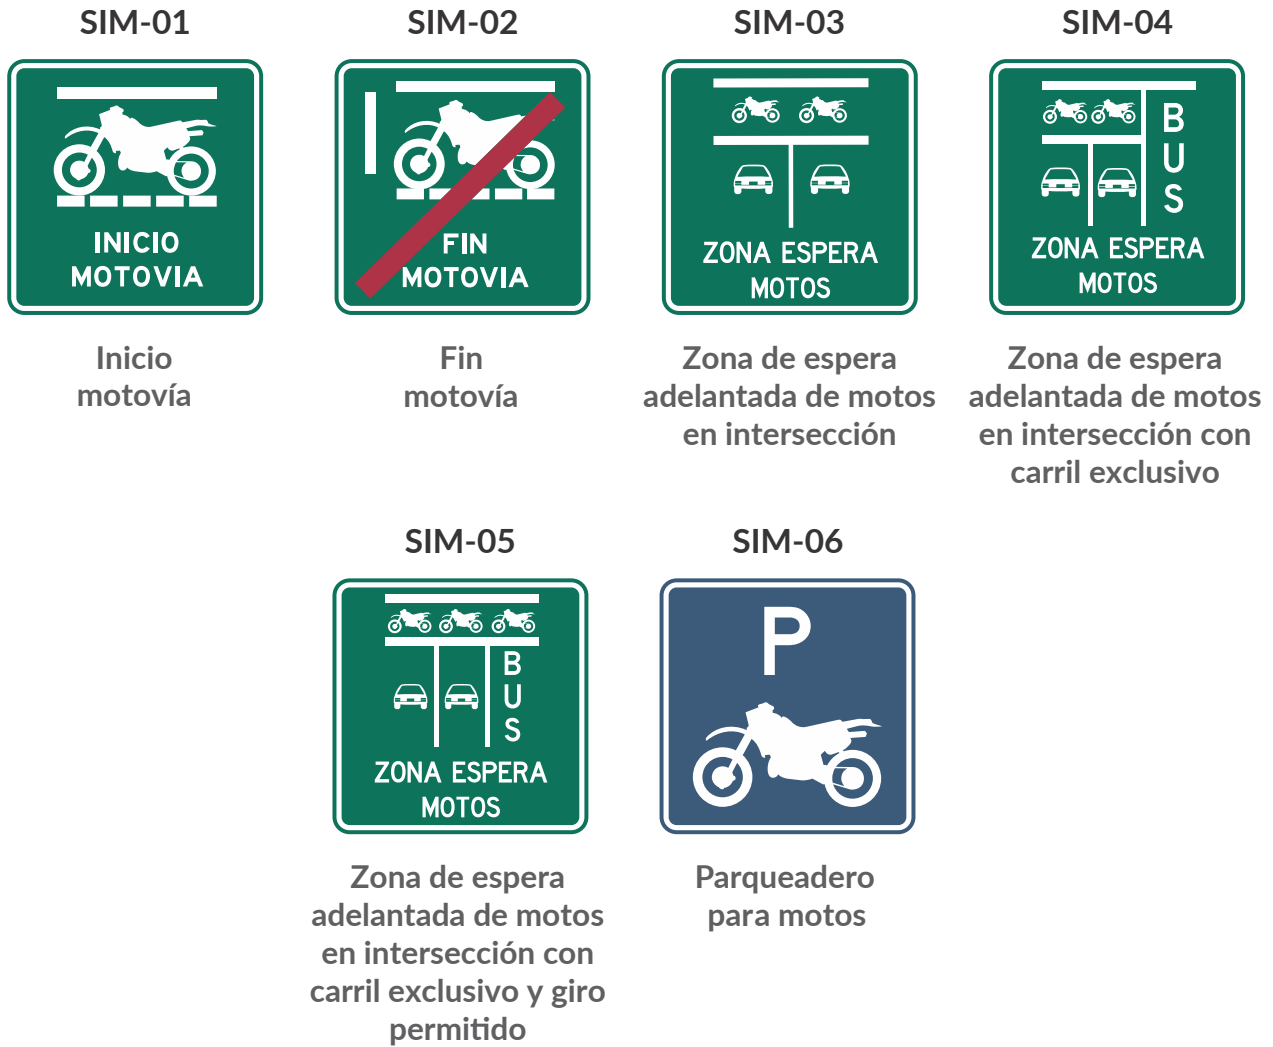 SIM-01
INICIO
MOTOVIA
Inicio
motovía
SIM-02
FIN
MOTOVIA
Fin
motovía
SIM-03
ZONA ESPERA
MOTOS
Zona de espera
adelantada de motos
en intersección
SIM-04
B
U
S
ZONA ESPERA
MOTOS
Zona de espera
adelantada de motos
en intersección con
carril exclusivo
SIM-05
B
U
S
ZONA ESPERA
MOTOS
Zona de espera
adelantada de motos
en intersección con
carril exclusivo y giro
permitido
SIM-06
P
Parqueadero
para motos